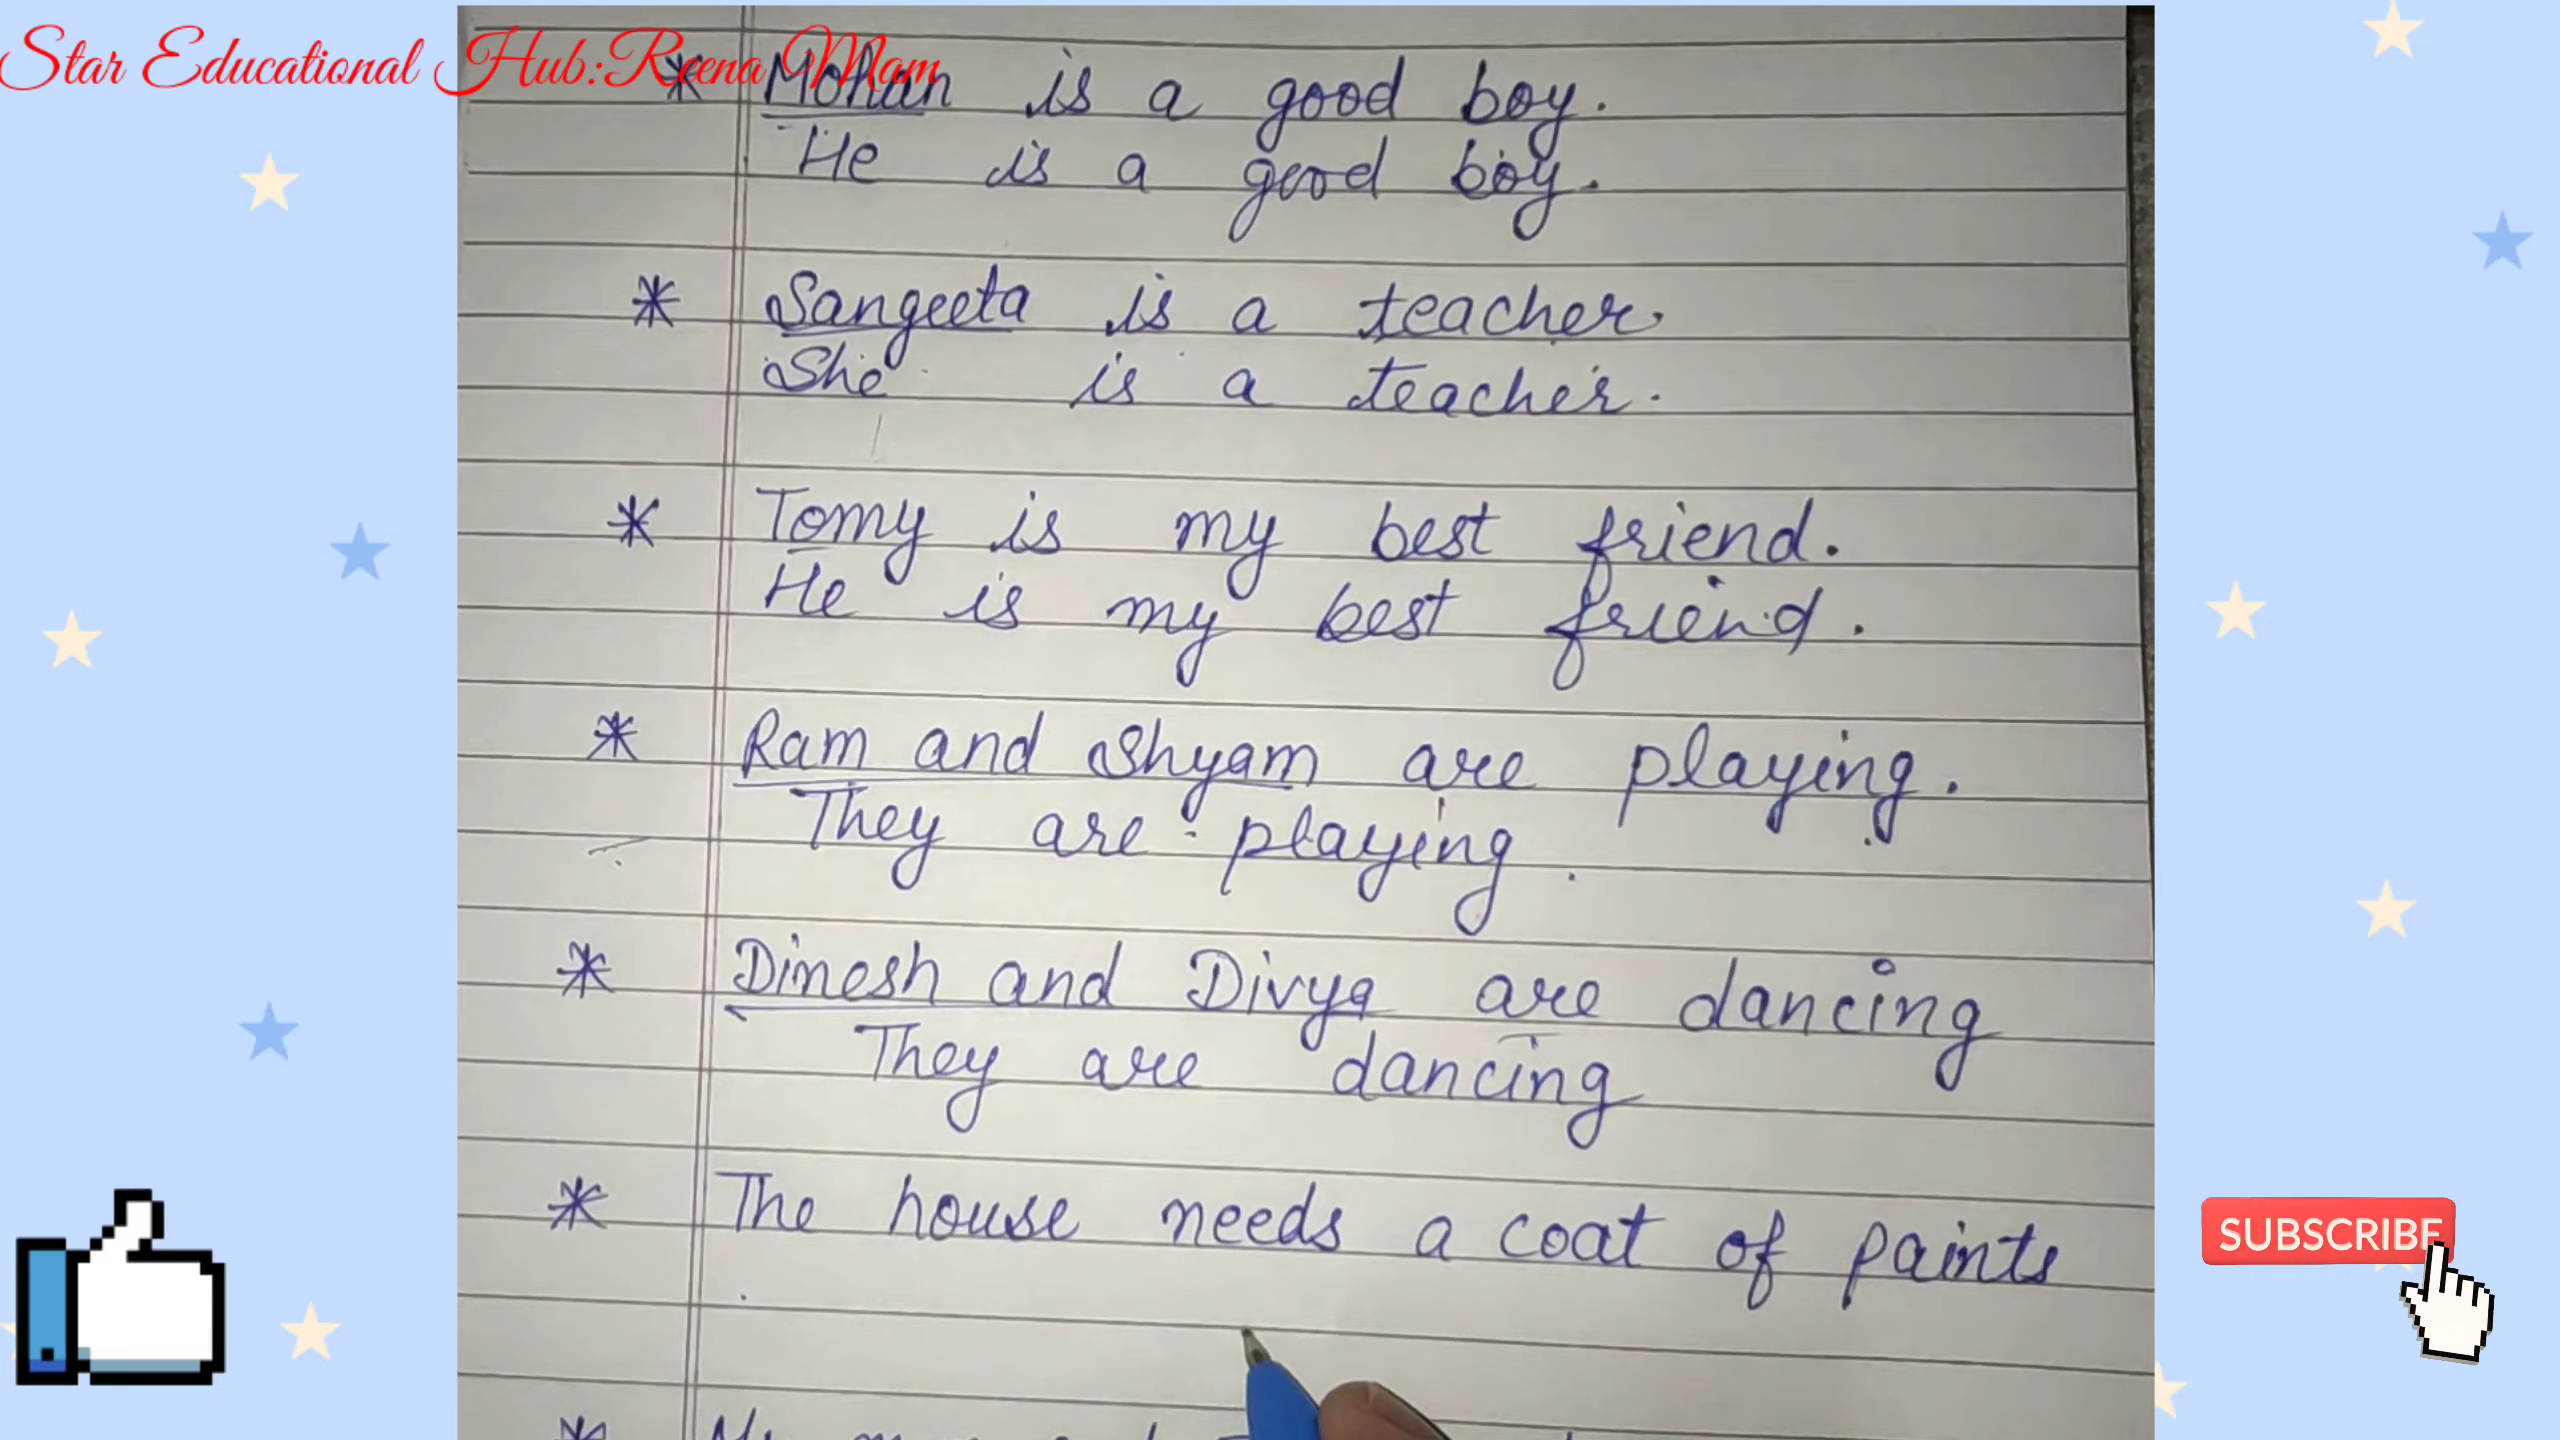 Star Educational Hub:Reena Mam
* Mohan is a good boy.
He is a good boy.
* Sangeeta is a teacher.
She is a teacher.
* Tomy is my best friend.
He is my best friend.
* Ram and Shyam are playing.
They are playing.
* Dinesh and Divya are dancing
They are dancing
* The house needs a coat of paints
SUBSCRIBE